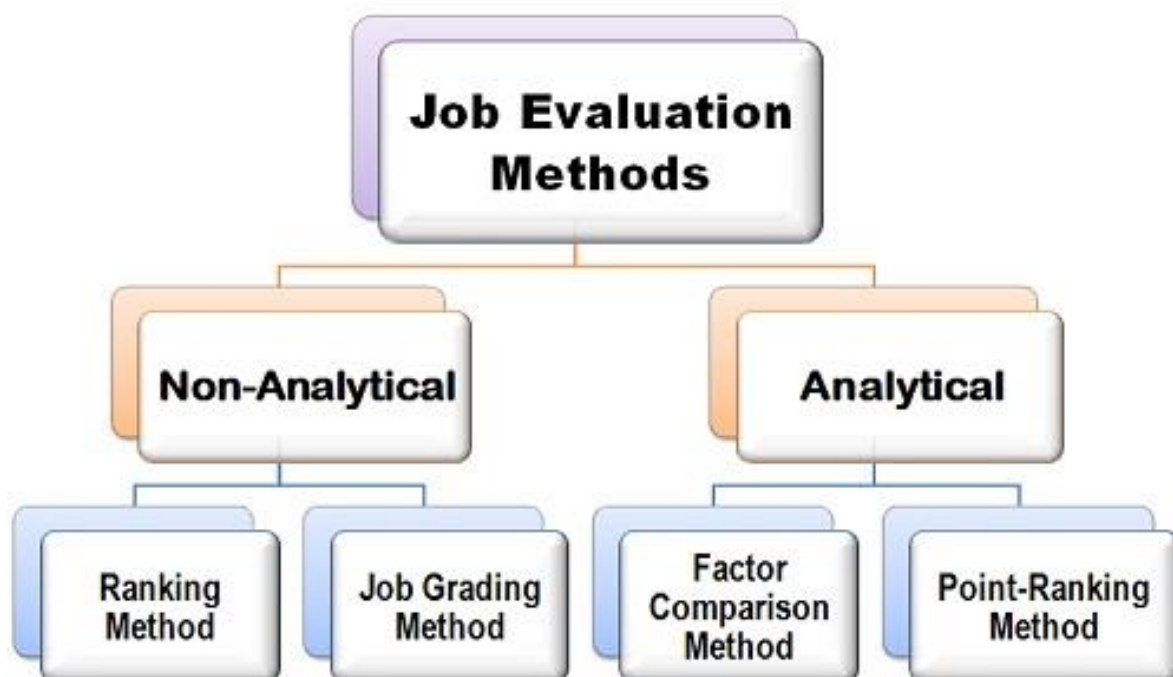 Job Evaluation
Methods
Non-Analytical
Analytical
Ranking
Method
Job Grading
Method
Factor
Comparison
Method
Point-Ranking
Method